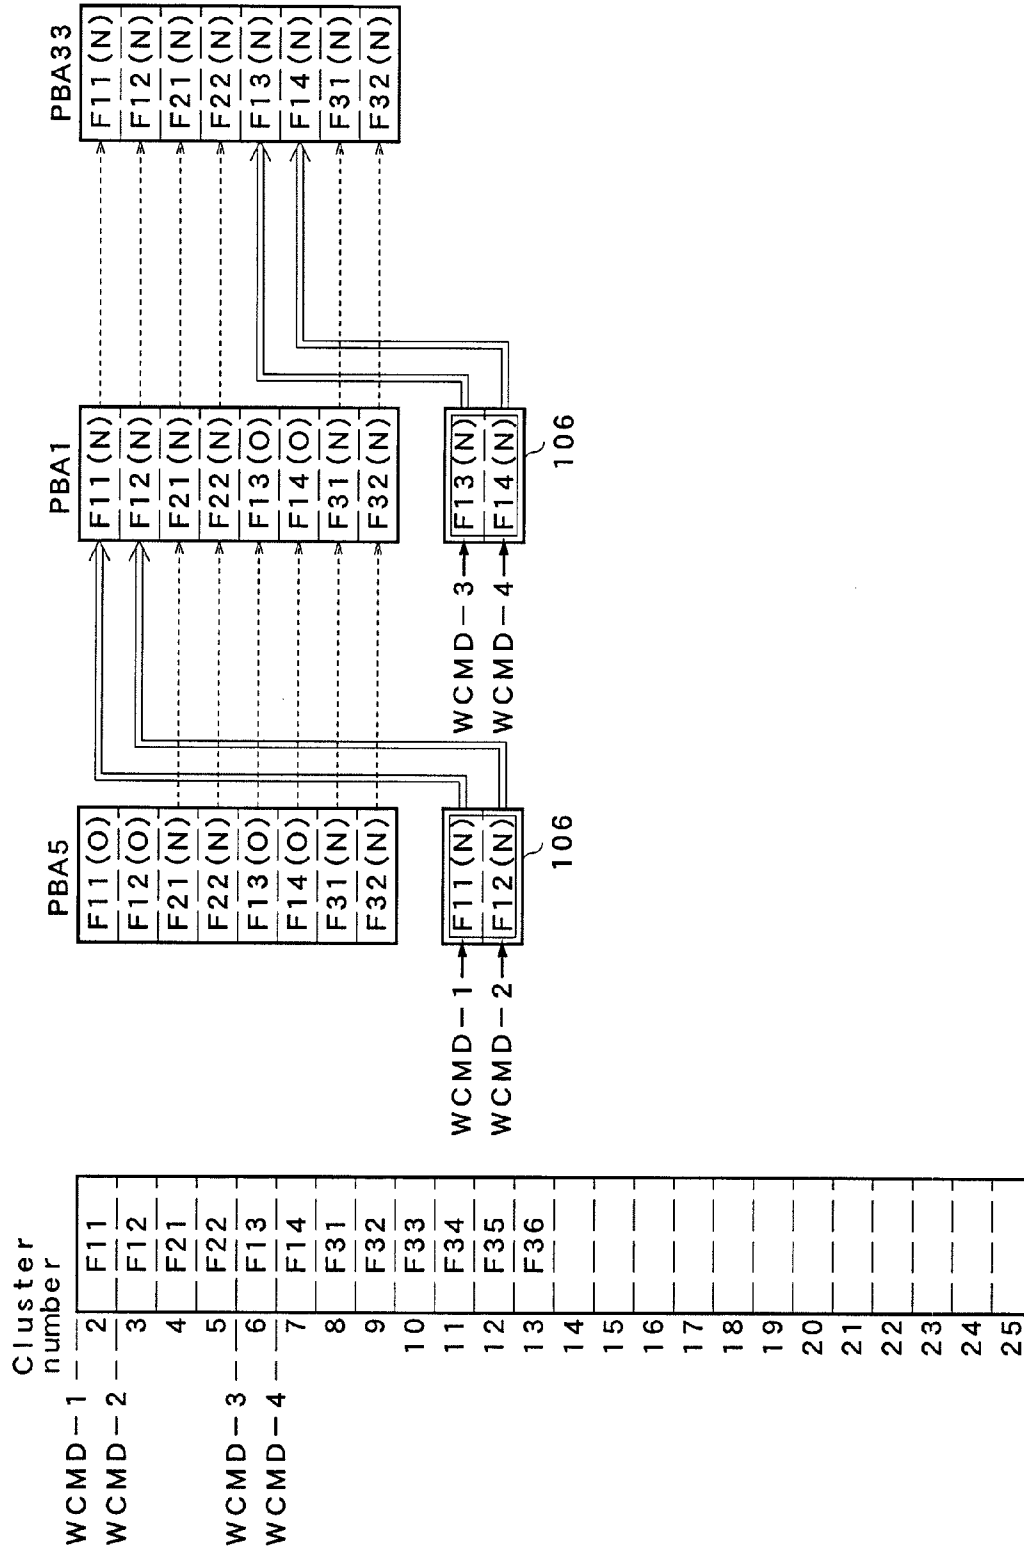 Cluster
number
WCMD-1
WCMD-2
WCMD-3
WCMD-4
2 F11
3 F12
4 F21
5 F22
6 F13
7 F14
8 F31
9 F32
10 F33
11 F34
12 F35
13 F36
14
15
16
17
18
19
20
21
22
23
24
25
PBA5
F11(O)
F12(O)
F21(N)
F22(N)
F13(O)
F14(O)
F31(N)
F32(N)
WCMD-1 F11(N)
WCMD-2 F12(N)
106
PBA1
F11(N)
F12(N)
F21(N)
F22(N)
F13(O)
F14(O)
F31(N)
F32(N)
WCMD-3 F13(N)
WCMD-4 F14(N)
106
PBA33
F11(N)
F12(N)
F21(N)
F22(N)
F13(N)
F14(N)
F31(N)
F32(N)